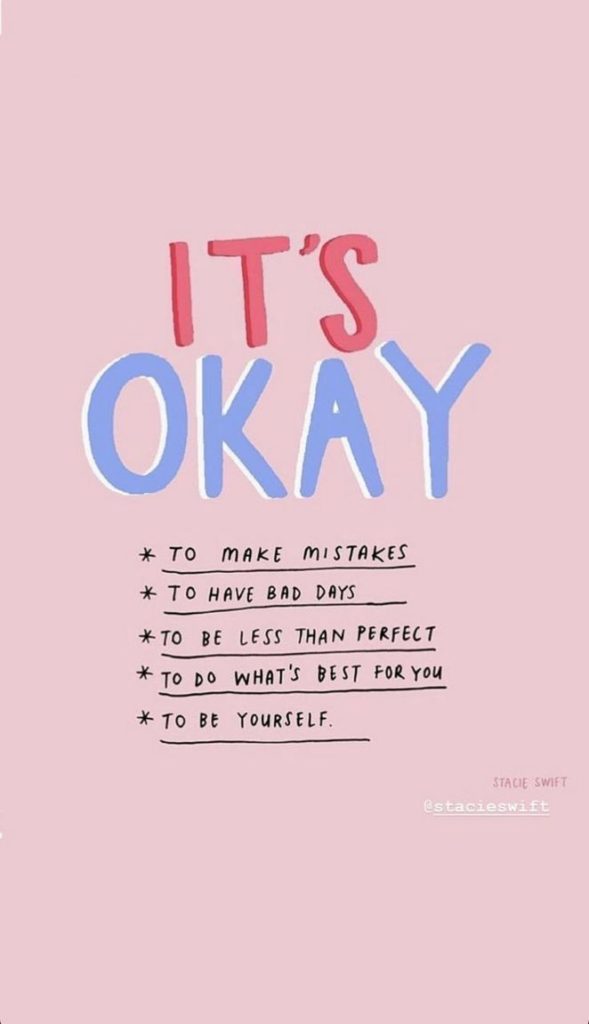 IT'S
OKAY
* TO MAKE MISTAKES
* TO HAVE BAD DAYS
* TO BE LESS THAN PERFECT
* TO DO WHAT'S BEST FOR YOU
* TO BE YOURSELF.
STACIE SWIFT
@stacieswift